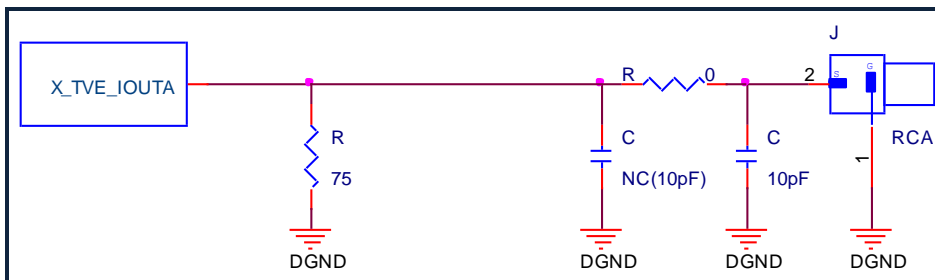 J
X_TVE_IOUTA
R 0
2
S
G
R
75
C
NC(10pF)
C
10pF
1
RCA
DGND
DGND
DGND
DGND